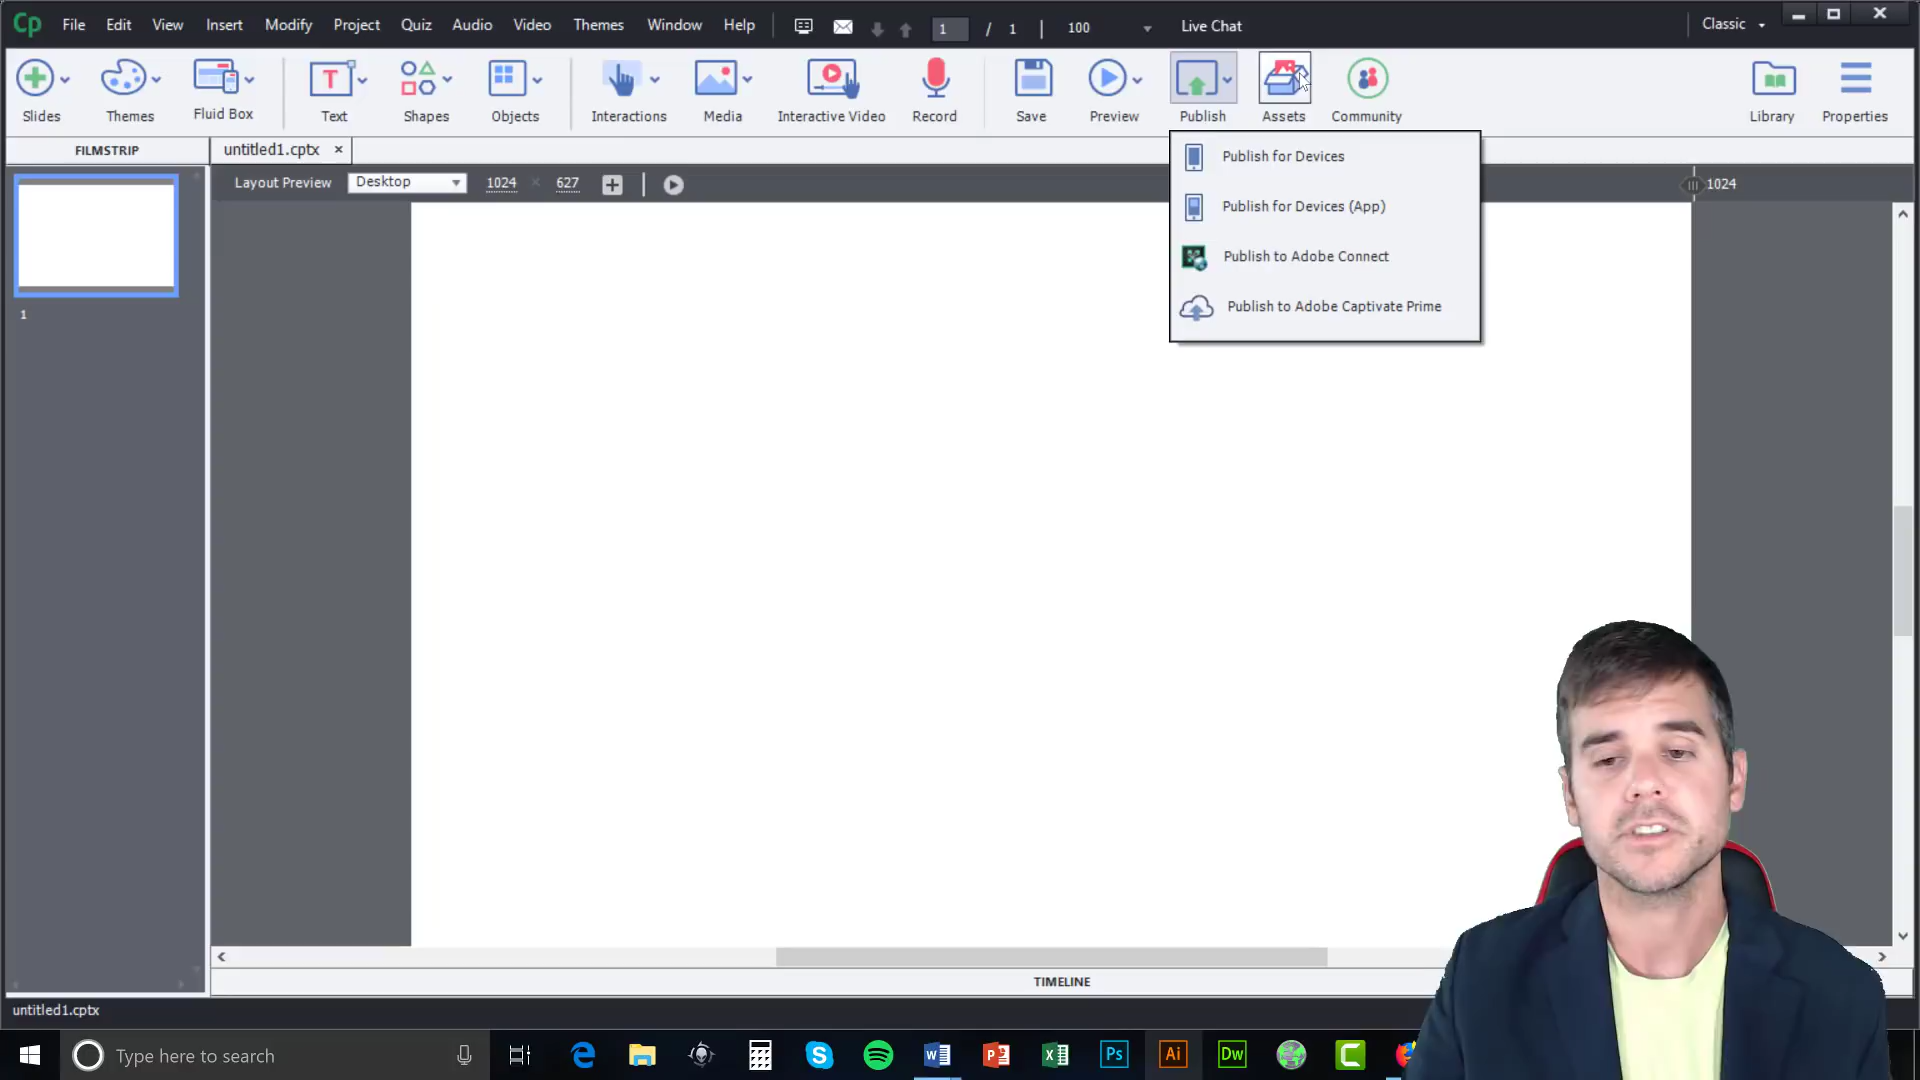 Cp File Edit View Insert Modify Project Quiz Audio Video Themes Window Help 1 / 1 100 Live Chat Classic
Slides Themes Fluid Box Text Shapes Objects Interactions Media Interactive Video Record Save Preview Publish Assets Community Library Properties
FILMSTRIP untitled1.cptx ×
Layout Preview Desktop 1024 × 627 1024
Publish for Devices
Publish for Devices (App)
Publish to Adobe Connect
Publish to Adobe Captivate Prime
1
TIMELINE
untitled1.cptx
Type here to search
Ps Ai Dw